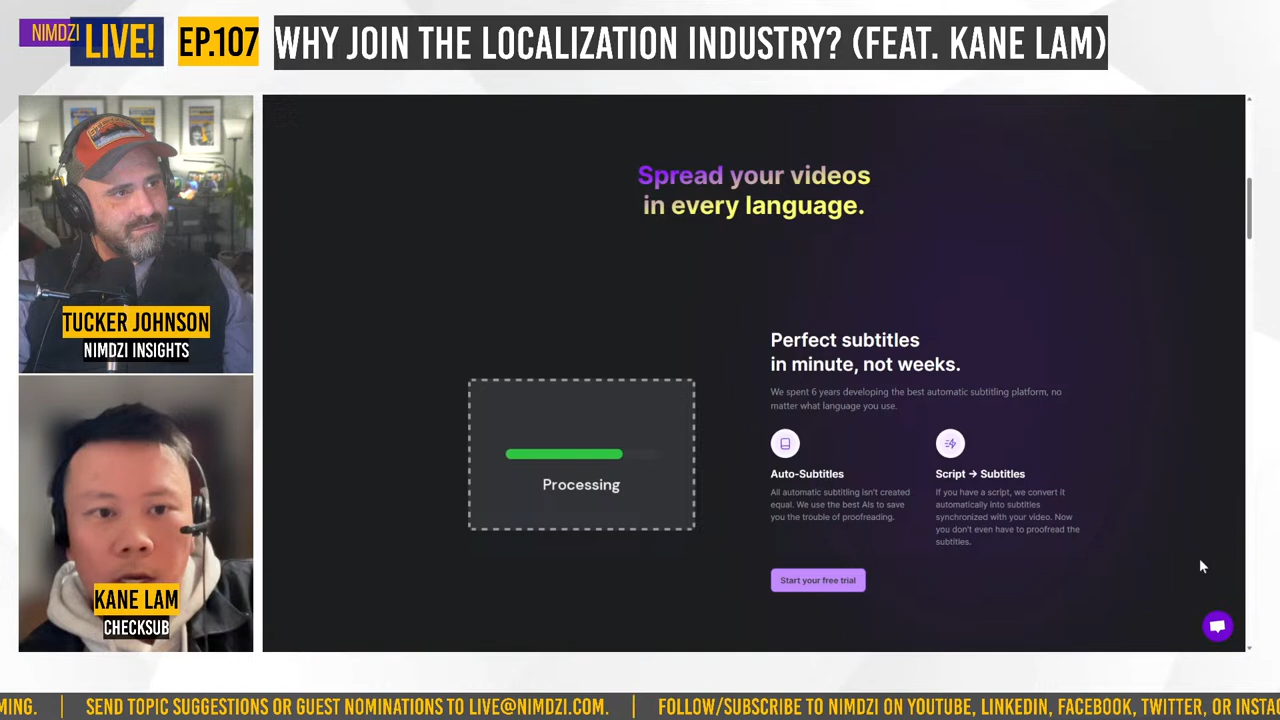 NIMDZI LIVE! EP.107 WHY JOIN THE LOCALIZATION INDUSTRY? (FEAT. KANE LAM)
TUCKER JOHNSON
NIMDZI INSIGHTS
KANE LAM
CHECKSUB
Spread your videos
in every language.
Processing
Perfect subtitles
in minute, not weeks.
We spent 6 years developing the best automatic subtitling platform, no
matter what language you use.
Auto-Subtitles
All automatic subtitling isn't created
equal. We use the best AIs to save
you the trouble of proofreading.
Script → Subtitles
If you have a script, we convert it
automatically into subtitles
synchronized with your video. Now
you don't even have to proofread the
subtitles.
Start your free trial
MING. | SEND TOPIC SUGGESTIONS OR GUEST NOMINATIONS TO LIVE@NIMDZI.COM. | FOLLOW/SUBSCRIBE TO NIMDZI ON YOUTUBE, LINKEDIN, FACEBOOK, TWITTER, OR INSTA